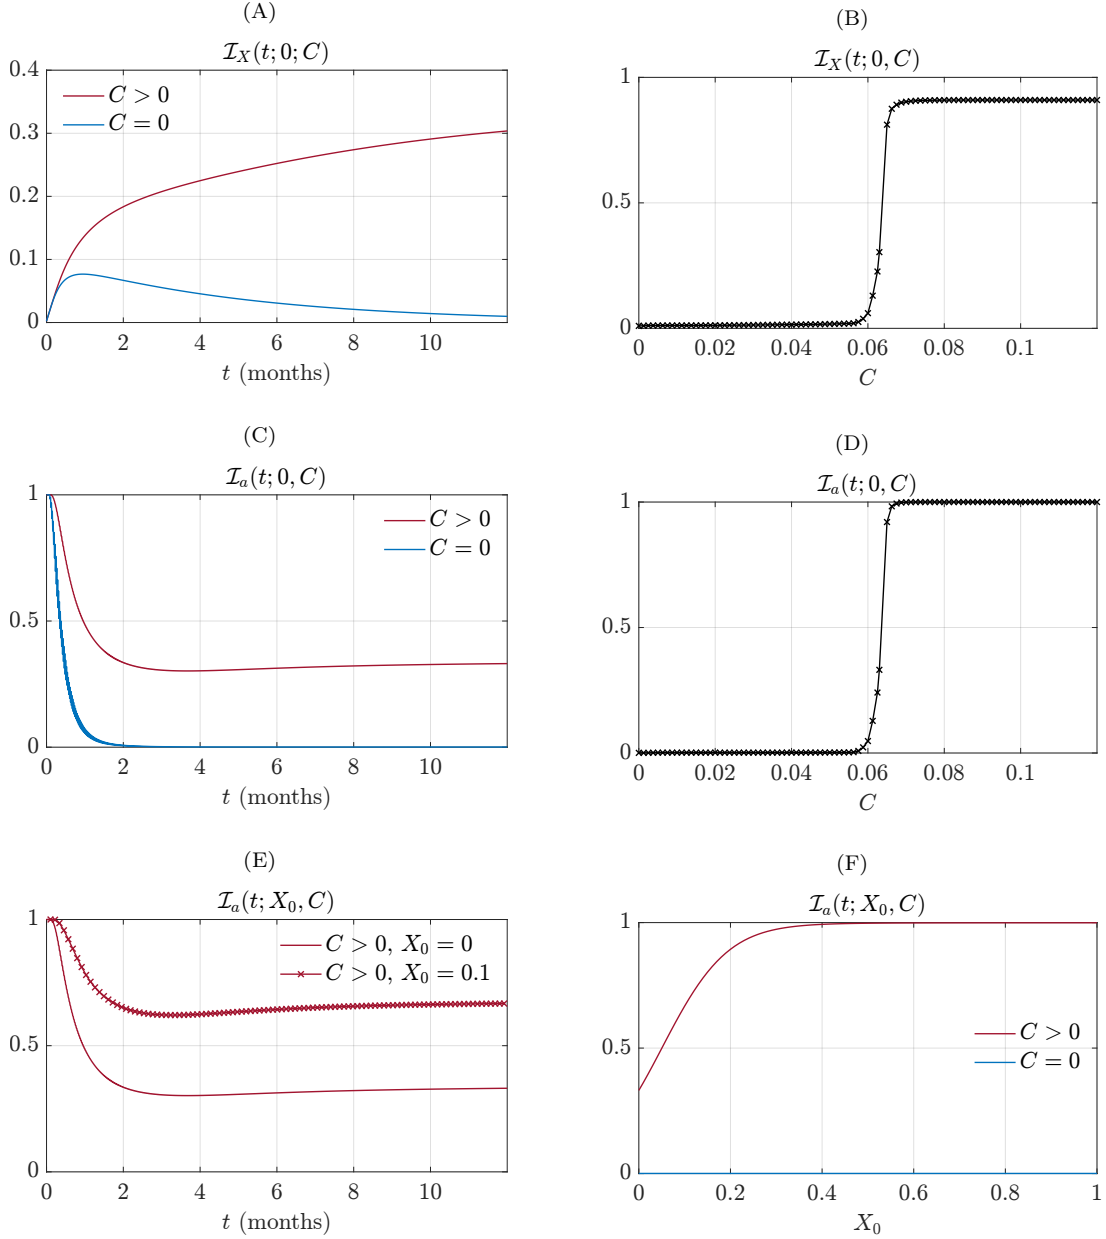 (A)
𝓘_X(t; 0; C)
0.4
0.3
0.2
0.1
0
C > 0
C = 0
0 2 4 6 8 10
t (months)
(B)
𝓘_X(t; 0, C)
1
0.5
0
0 0.02 0.04 0.06 0.08 0.1
C
(C)
𝓘_a(t; 0, C)
1
0.5
0
C > 0
C = 0
0 2 4 6 8 10
t (months)
(D)
𝓘_a(t; 0, C)
1
0.5
0
0 0.02 0.04 0.06 0.08 0.1
C
(E)
𝓘_a(t; X_0, C)
1
0.5
0
C > 0, X_0 = 0
C > 0, X_0 = 0.1
0 2 4 6 8 10
t (months)
(F)
𝓘_a(t; X_0, C)
1
0.5
0
C > 0
C = 0
0 0.2 0.4 0.6 0.8 1
X_0